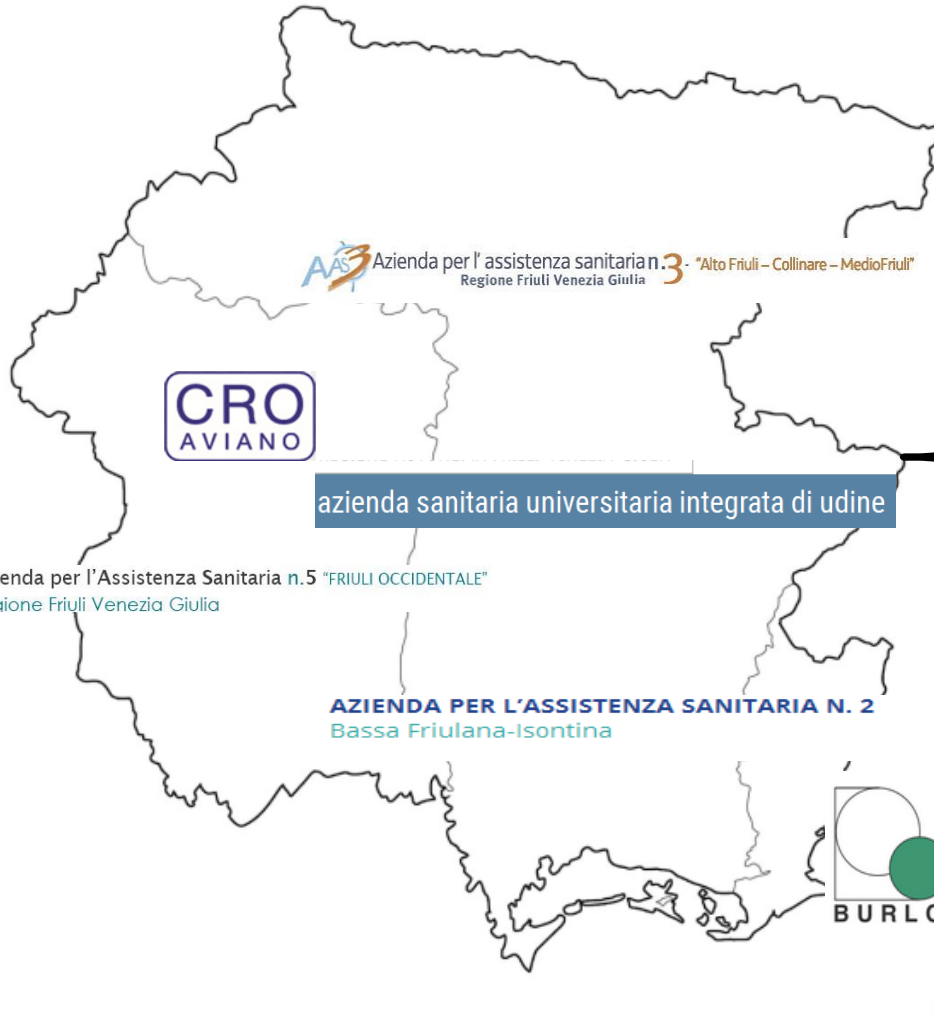 AAS3 Azienda per l' assistenza sanitaria n.3 - "Alto Friuli – Collinare – MedioFriuli"
Regione Friuli Venezia Giulia
CRO
AVIANO
azienda sanitaria universitaria integrata di udine
enda per l'Assistenza Sanitaria n.5 "FRIULI OCCIDENTALE"
gione Friuli Venezia Giulia
AZIENDA PER L'ASSISTENZA SANITARIA N. 2
Bassa Friulana-Isontina
BURLO